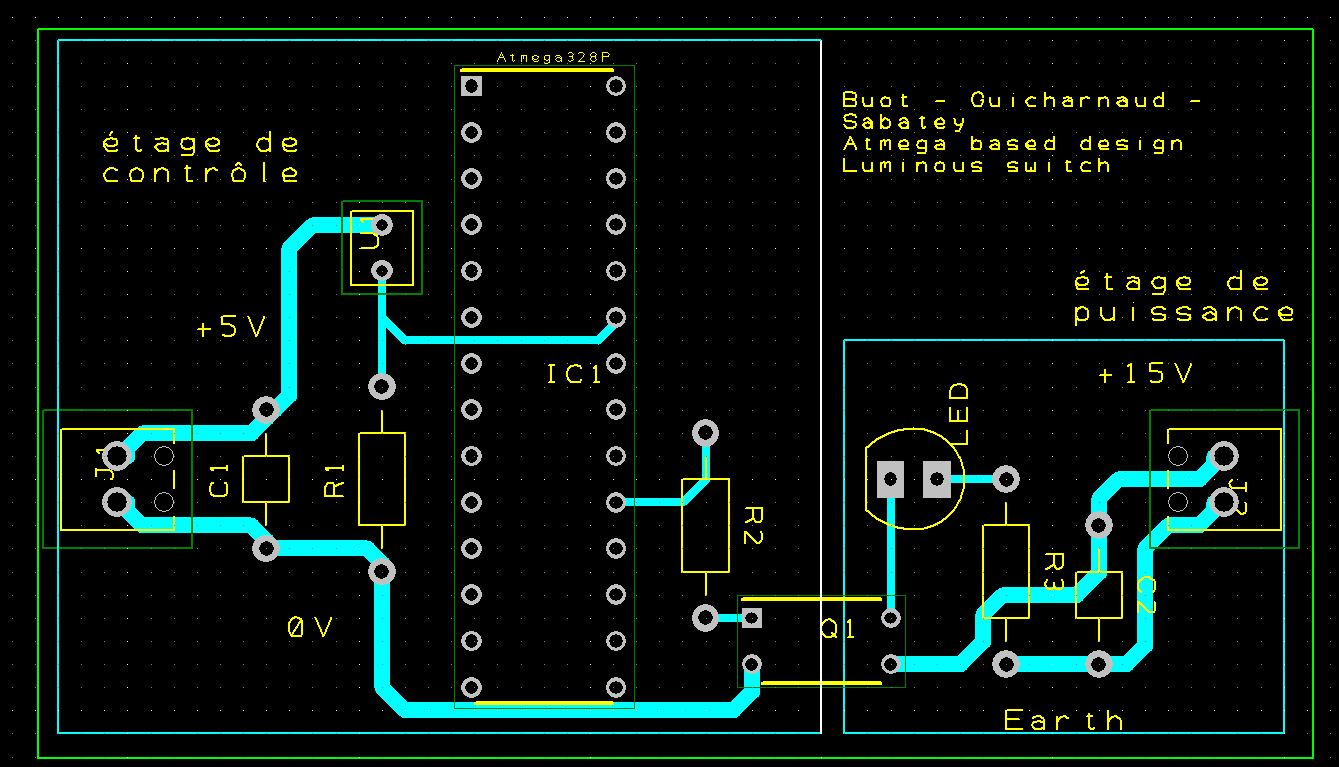 Atmega328P
Buot - Guicharnaud -
Sabatey
Atmega based design
Luminous switch
étage de
contrôle
U1
étage de
puissance
+5V
IC1
+15V
LED
J1
C1
R1
R2
J2
R3
C2
0V
Q1
Earth